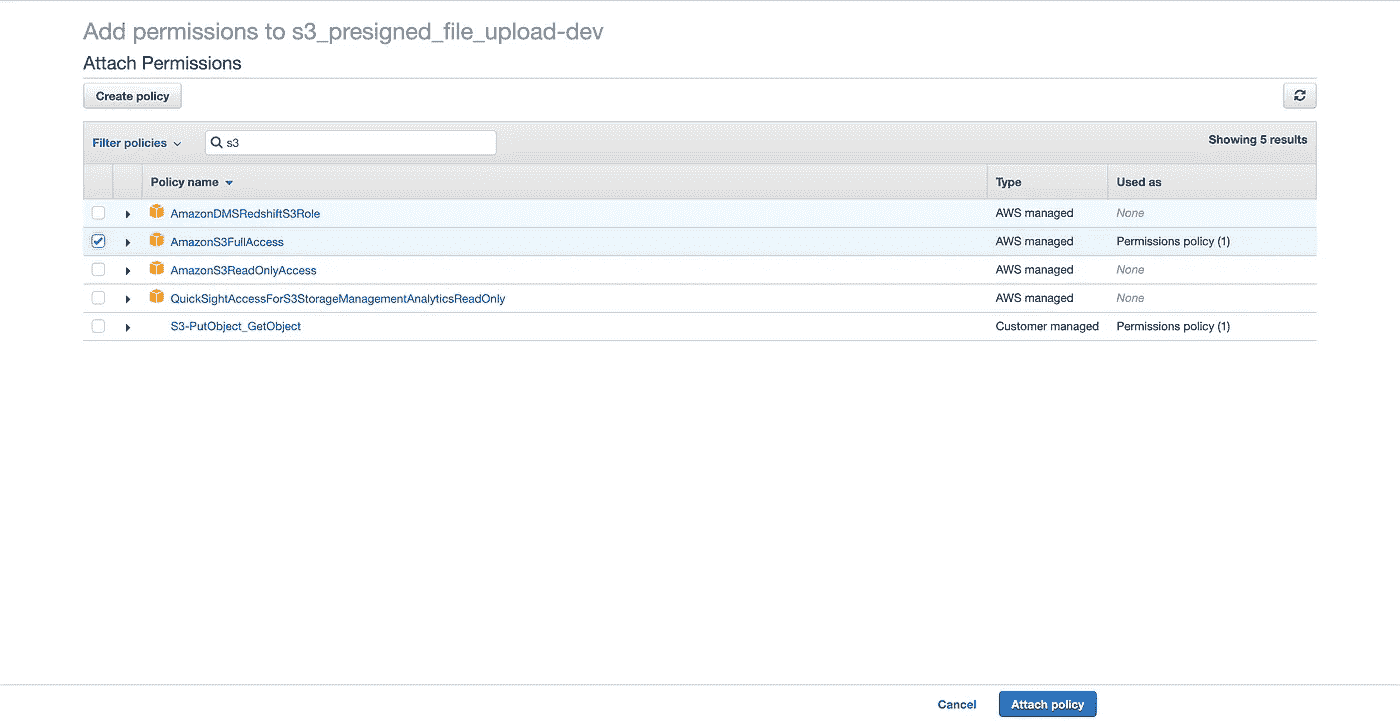 Add permissions to s3_presigned_file_upload-dev
Attach Permissions
Create policy
Filter policies s3 Showing 5 results
Policy name Type Used as
AmazonDMSRedshiftS3Role AWS managed None
AmazonS3FullAccess AWS managed Permissions policy (1)
AmazonS3ReadOnlyAccess AWS managed None
QuickSightAccessForS3StorageManagementAnalyticsReadOnly AWS managed None
S3-PutObject_GetObject Customer managed Permissions policy (1)
Cancel Attach policy